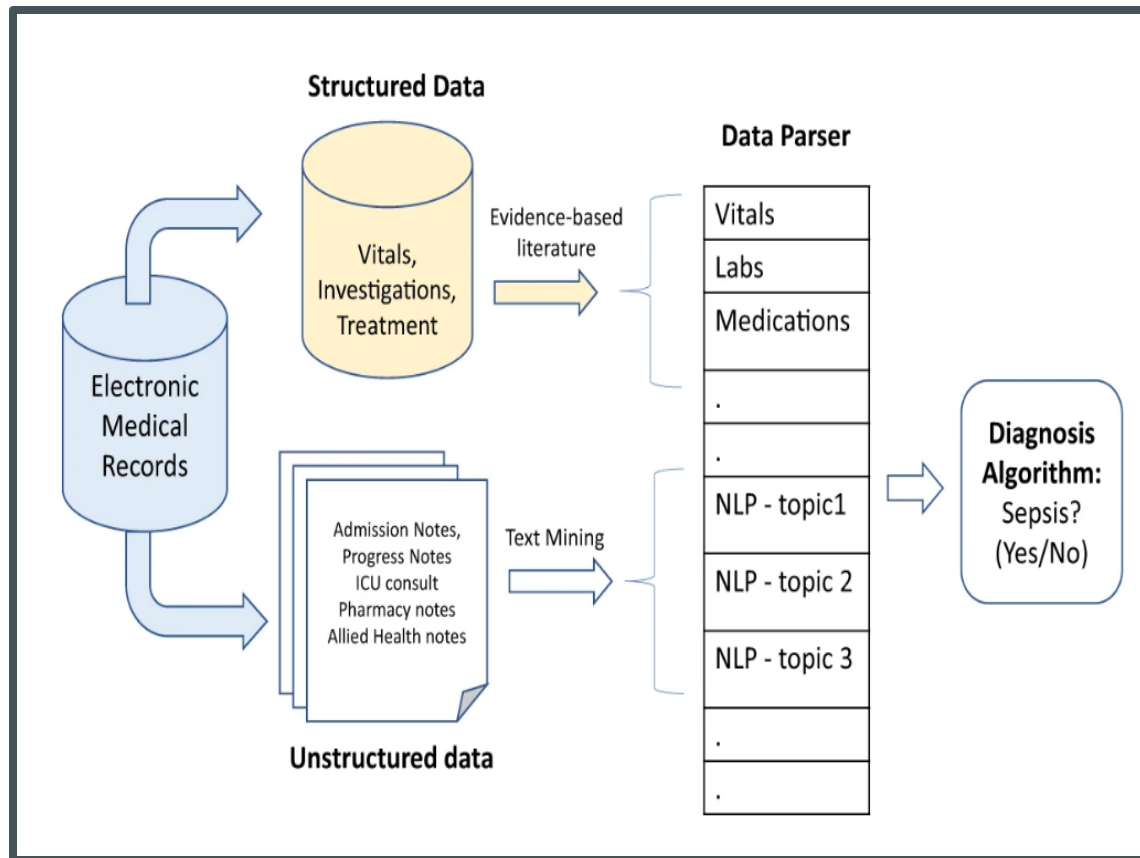 Structured Data
Data Parser
Electronic
Medical
Records
Vitals,
Investigations,
Treatment
Evidence-based
literature
Admission Notes,
Progress Notes
ICU consult
Pharmacy notes
Allied Health notes
Text Mining
Unstructured data
Vitals
Labs
Medications
.
.
NLP - topic1
NLP - topic 2
NLP - topic 3
.
.
Diagnosis
Algorithm:
Sepsis?
(Yes/No)